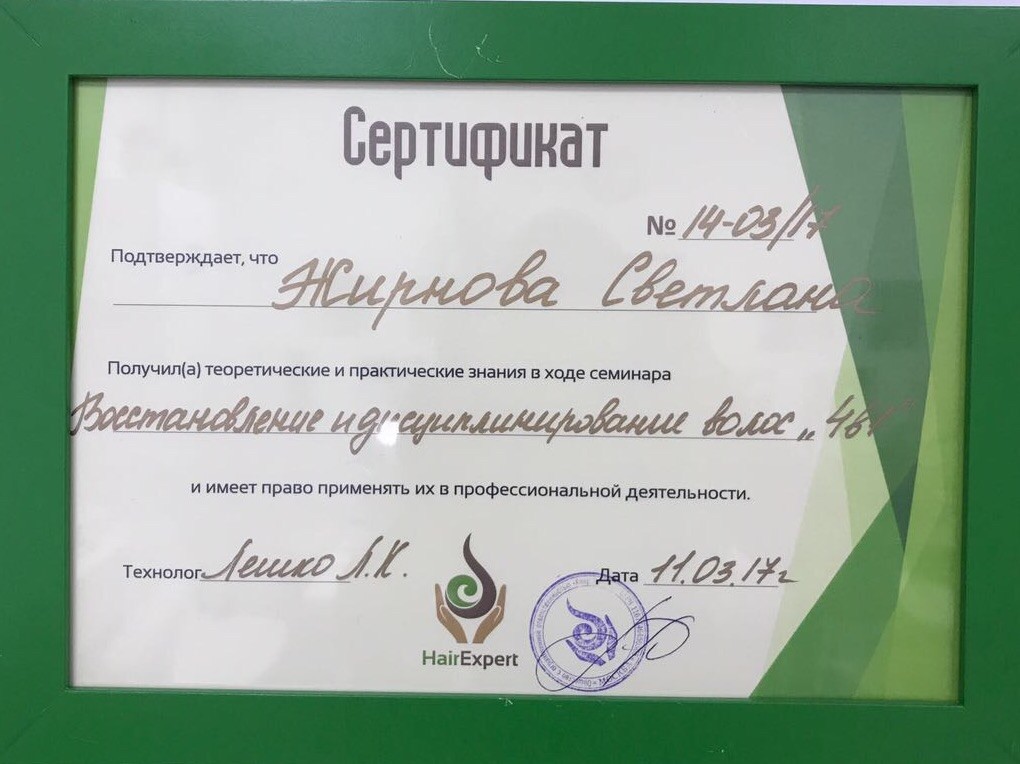 Сертификат
№ 14-03/17
Подтверждает, что
Жирнова Светлана
Получил(а) теоретические и практические знания в ходе семинара
Восстановление и дисциплинирование волос „4в1"
и имеет право применять их в профессиональной деятельности.
Технолог Лешко Л.К.
Дата 11.03.17г
HairExpert